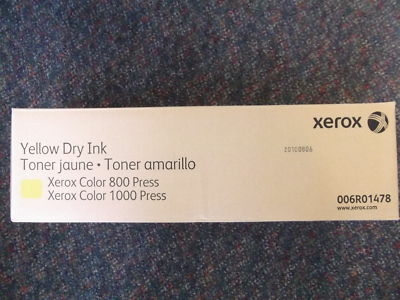 xerox
20100806
Yellow Dry Ink
Toner jaune • Toner amarillo
Xerox Color 800 Press
Xerox Color 1000 Press
006R01478
www.xerox.com